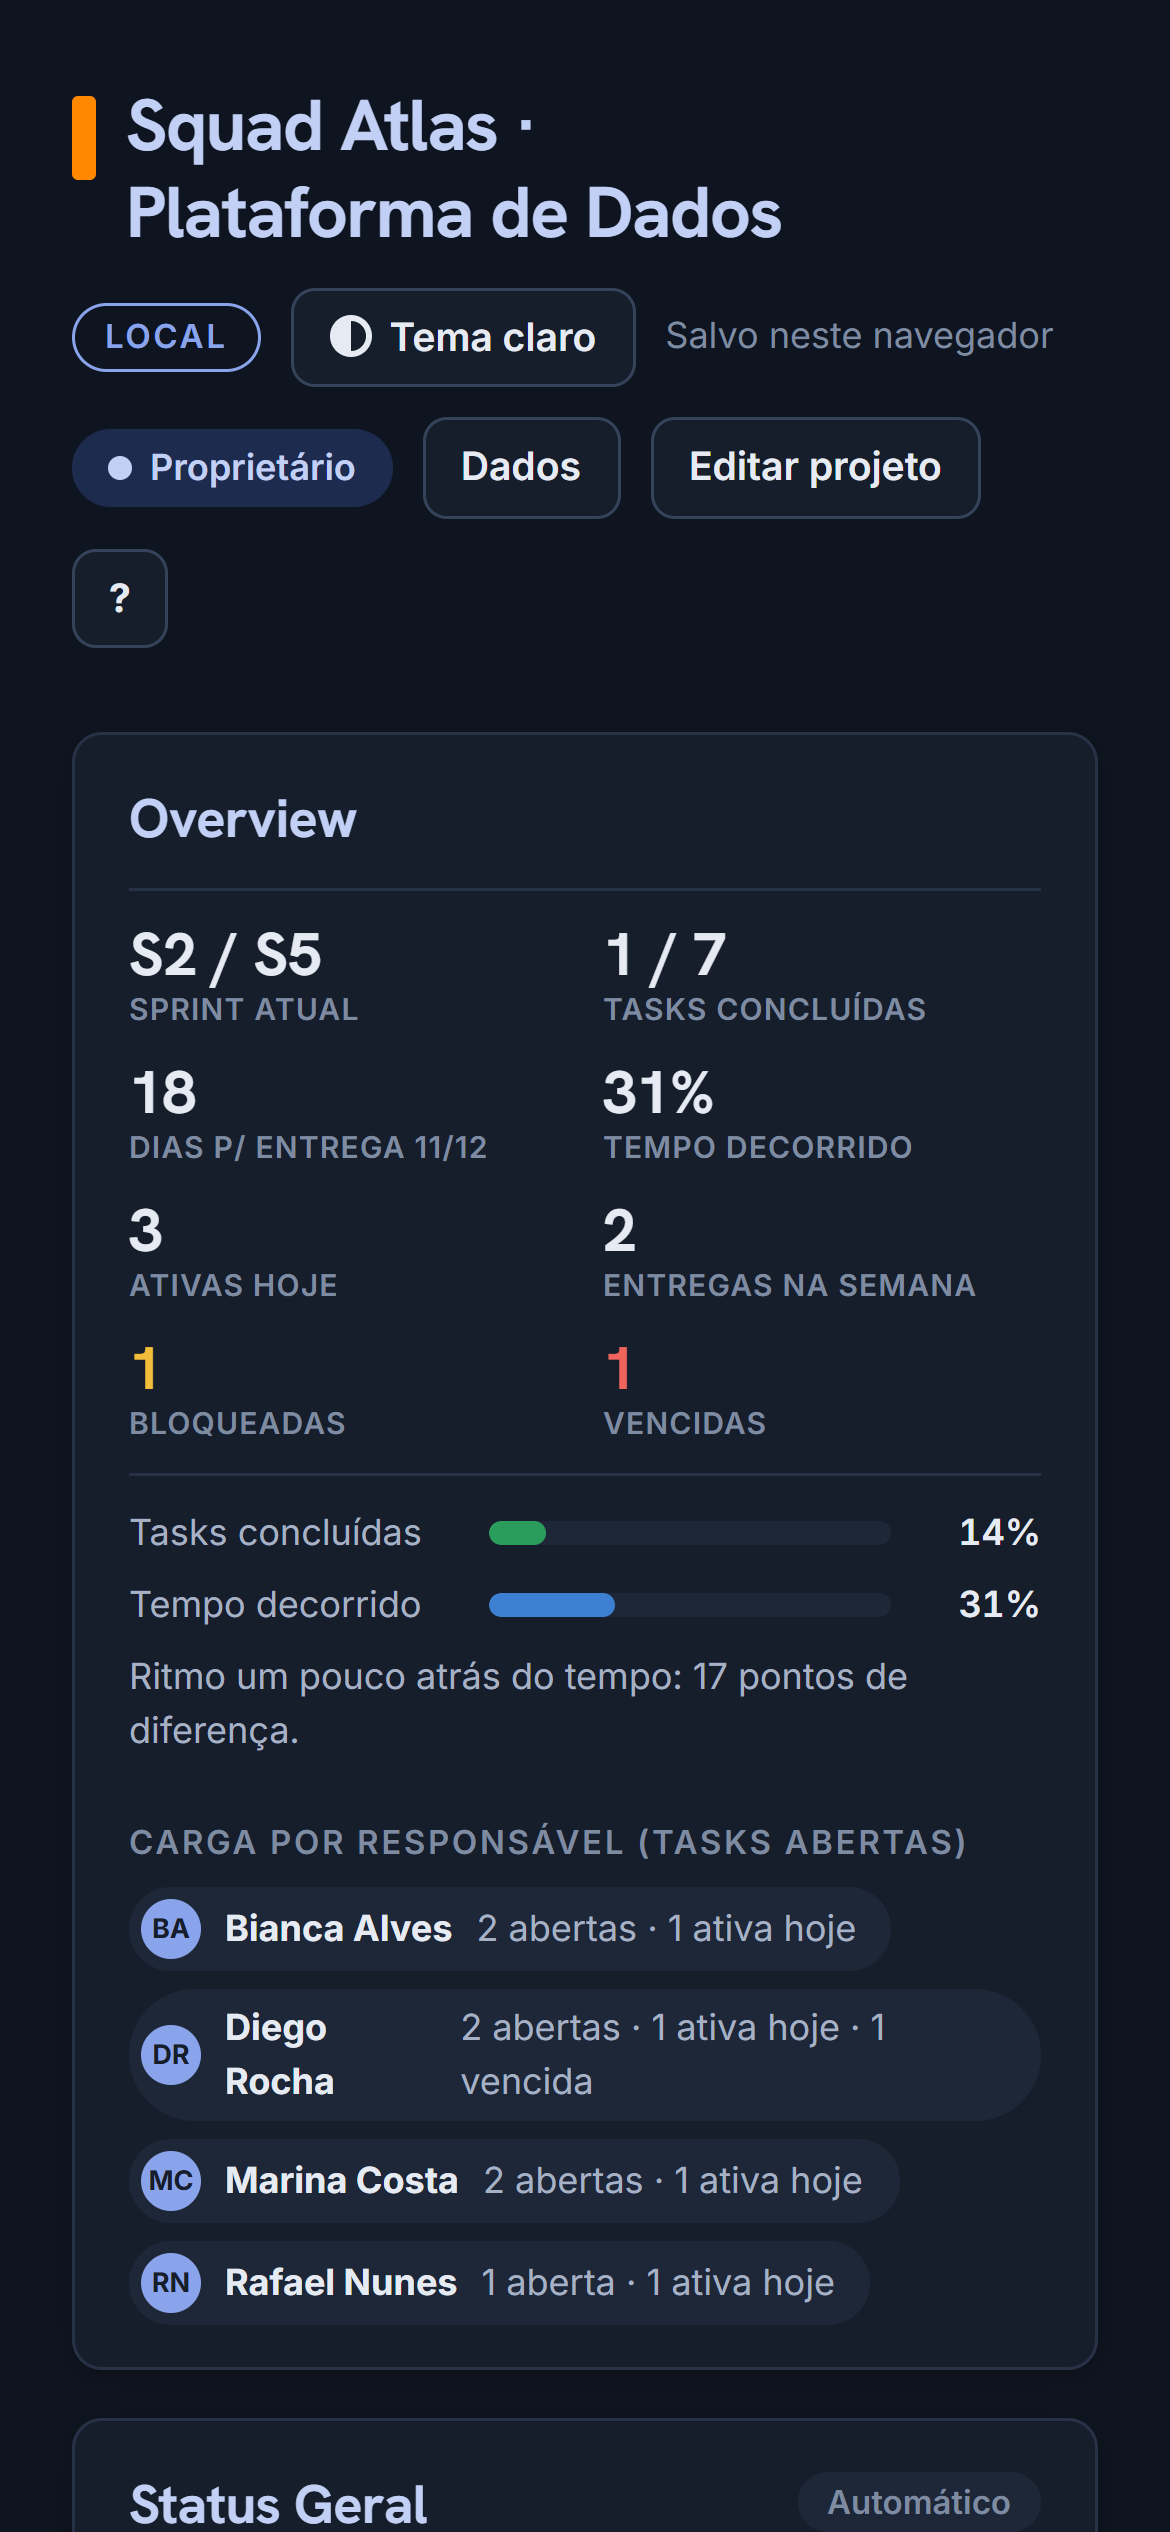 Squad Atlas ·
Plataforma de Dados
LOCAL
Tema claro
Salvo neste navegador
Proprietário
Dados
Editar projeto
?
Overview
S2 / S5
SPRINT ATUAL
1 / 7
TASKS CONCLUÍDAS
18
DIAS P/ ENTREGA 11/12
31%
TEMPO DECORRIDO
3
ATIVAS HOJE
2
ENTREGAS NA SEMANA
1
BLOQUEADAS
1
VENCIDAS
Tasks concluídas 14%
Tempo decorrido 31%
Ritmo um pouco atrás do tempo: 17 pontos de
diferença.
CARGA POR RESPONSÁVEL (TASKS ABERTAS)
BA Bianca Alves 2 abertas · 1 ativa hoje
DR Diego
Rocha
2 abertas · 1 ativa hoje · 1
vencida
MC Marina Costa 2 abertas · 1 ativa hoje
RN Rafael Nunes 1 aberta · 1 ativa hoje
Status Geral
Automático